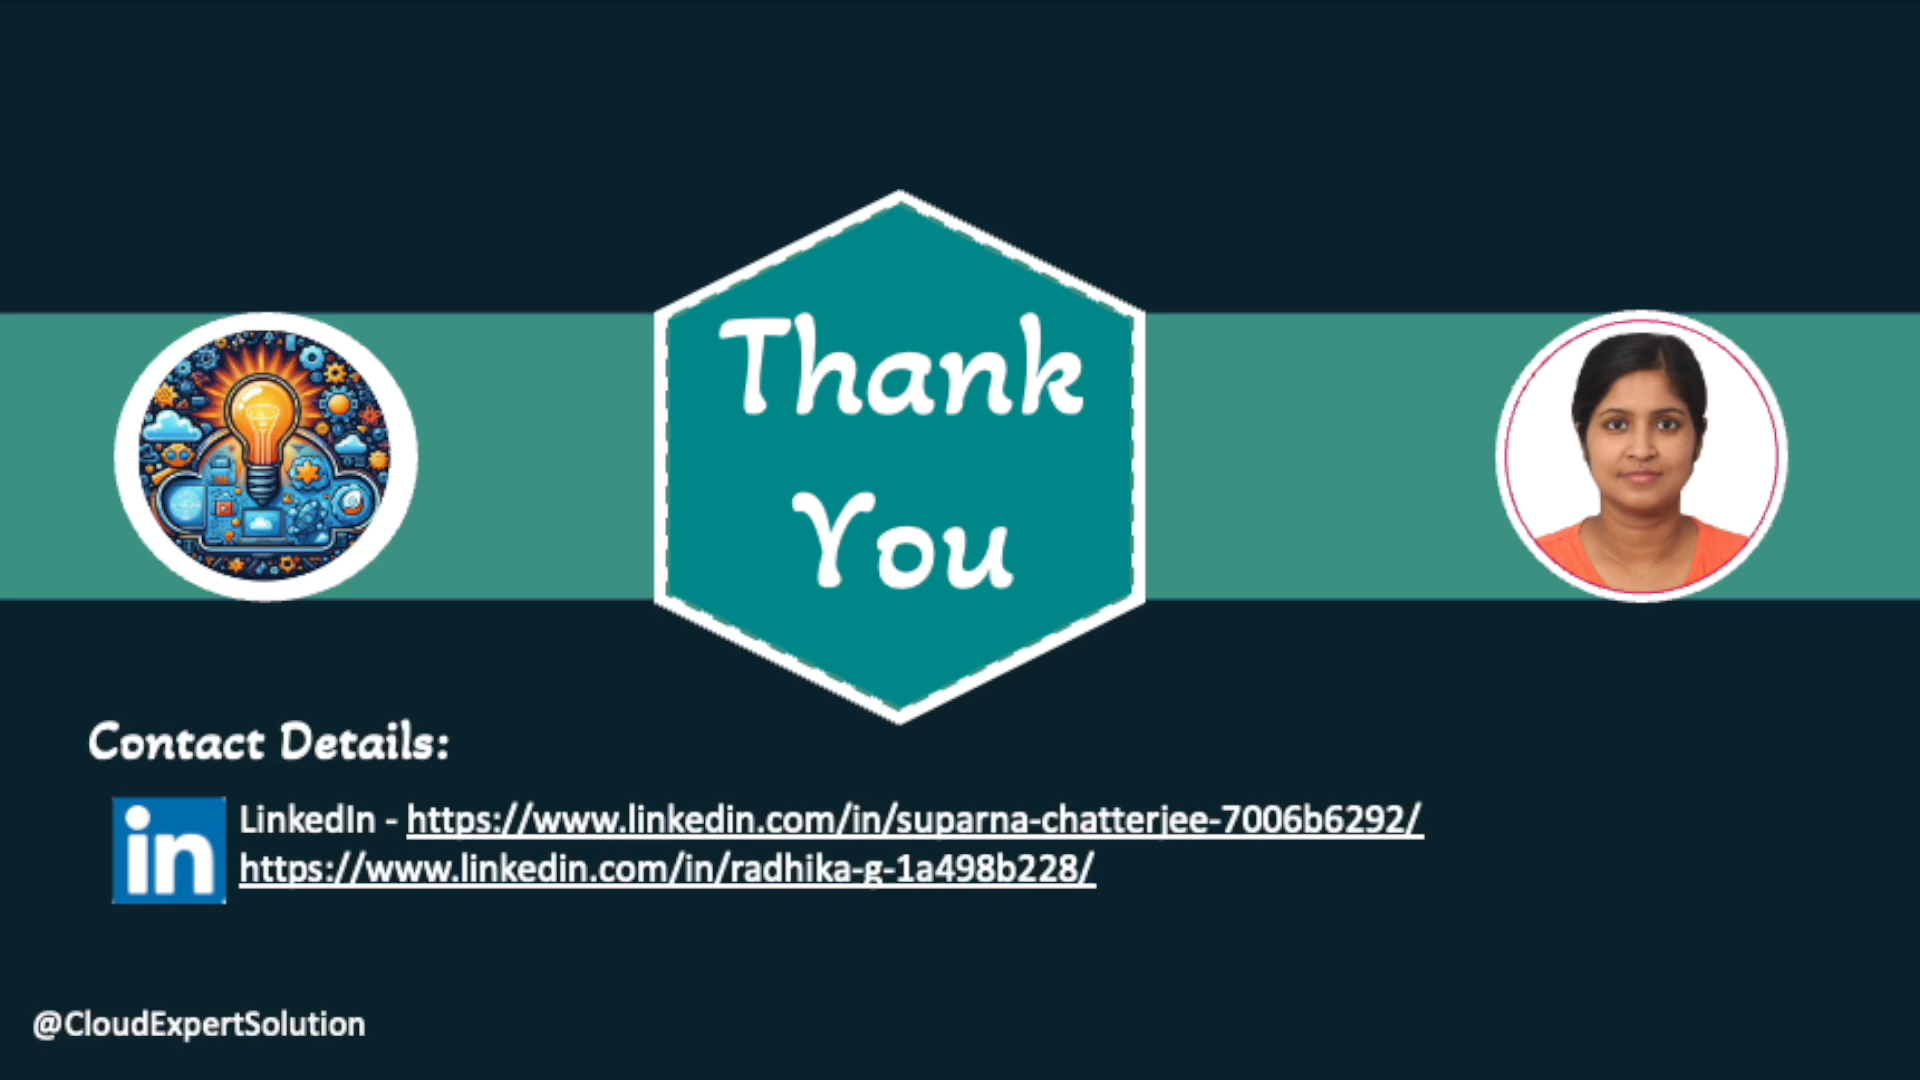 Thank
You
Contact Details:
in LinkedIn - https://www.linkedin.com/in/suparna-chatterjee-7006b6292/
https://www.linkedin.com/in/radhika-g-1a498b228/
@CloudExpertSolution